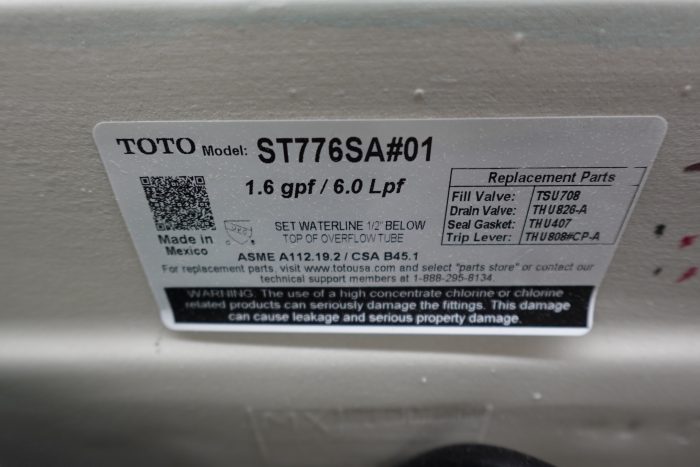 TOTO Model: ST776SA#01
1.6 gpf / 6.0 Lpf
Made in
Mexico
SET WATERLINE 1/2" BELOW
TOP OF OVERFLOW TUBE
Replacement Parts
Fill Valve: TSU708
Drain Valve: THU826-A
Seal Gasket: THU407
Trip Lever: THU808#CP-A
ASME A112.19.2 / CSA B45.1
For replacement parts, visit www.totousa.com and select "parts store" or contact our
technical support members at 1-888-295-8134.
WARNING: The use of a high concentrate chlorine or chlorine
related products can seriously damage the fittings. This damage
can cause leakage and serious property damage.